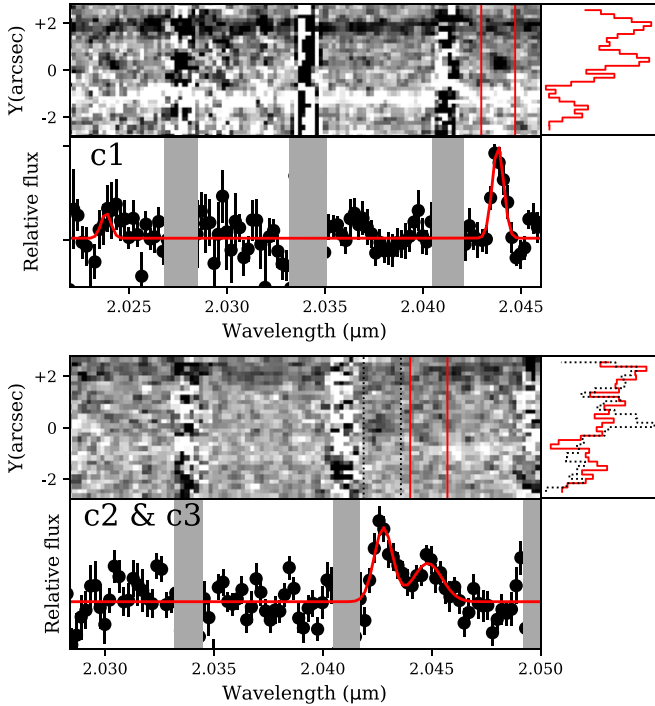 Y(arcsec)
+2
0
-2
c1
Relative flux
2.025
2.030
2.035
2.040
2.045
Wavelength (μm)
Y(arcsec)
+2
0
-2
c2 & c3
Relative flux
2.030
2.035
2.040
2.045
2.050
Wavelength (μm)